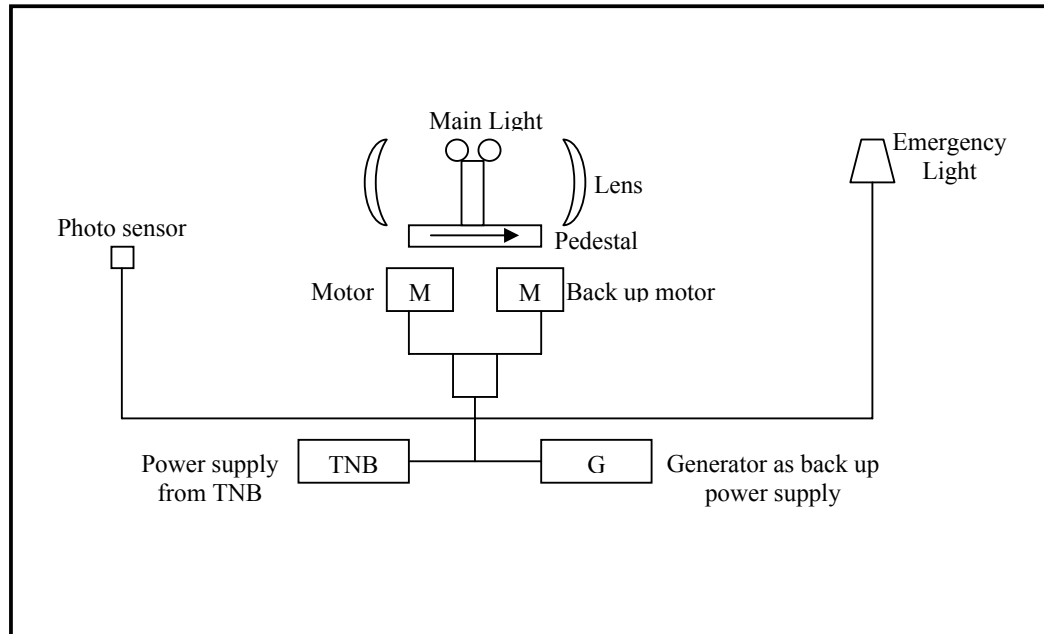 Main Light
Emergency
Light
Lens
Photo sensor
Pedestal
Motor
M
M
Back up motor
Power supply
from TNB
TNB
G
Generator as back up
power supply